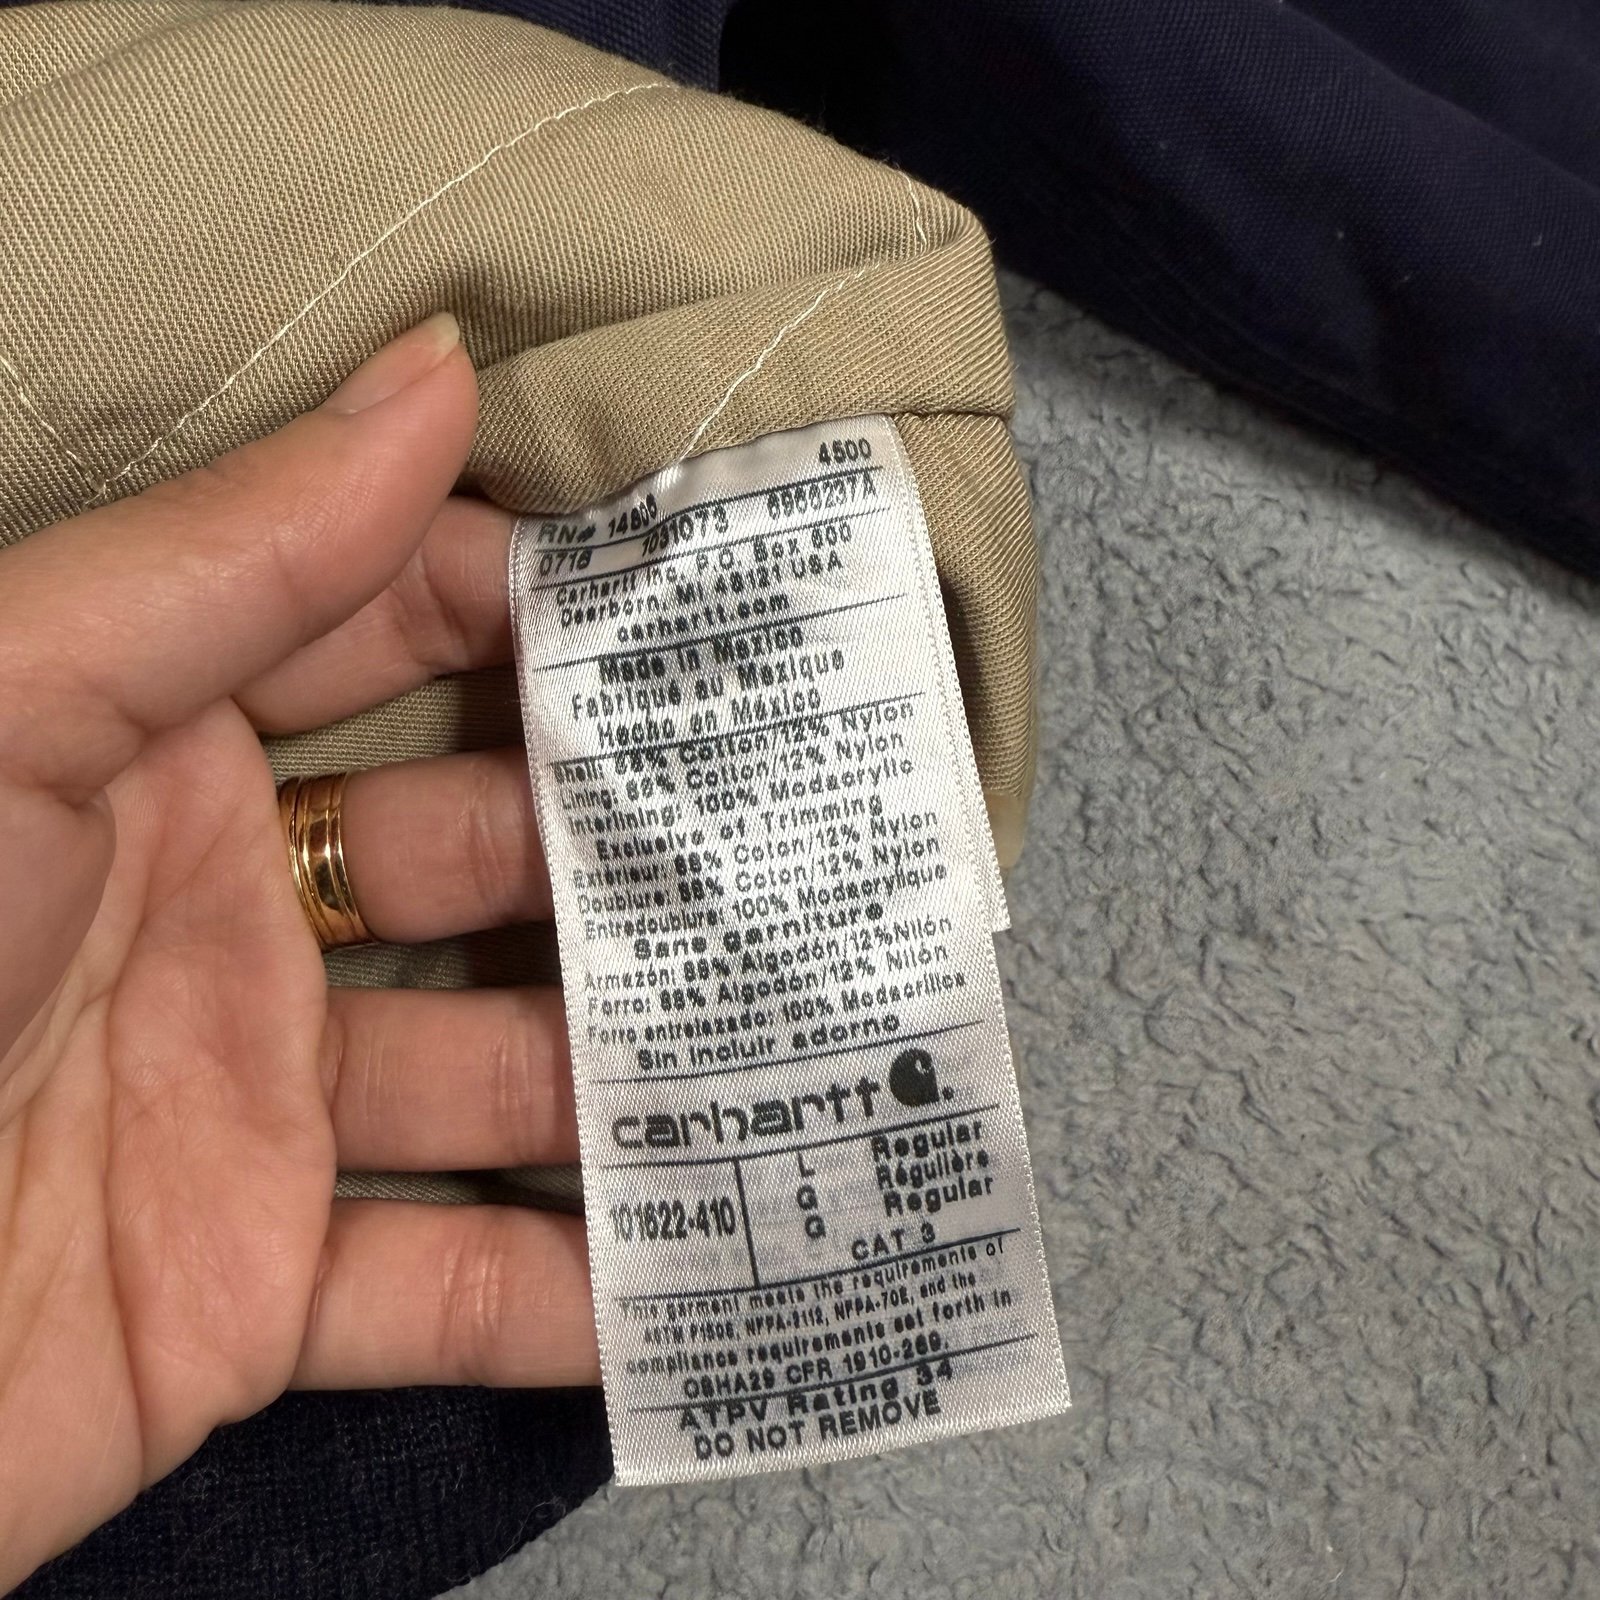 4500
RN# 14806
0718 1031073 6960237A
Carhartt Inc. P.O. Box 600
Dearborn, MI 48121 USA
carhartt.com
Made in Mexico
Fabriqué au Mexique
Hecho en México
Shell: 88% Cotton/12% Nylon
Lining: 88% Cotton/12% Nylon
Interlining: 100% Modacrylic
Exclusive of Trimming
Extérieur: 88% Coton/12% Nylon
Doublure: 88% Coton/12% Nylon
Entredoublure: 100% Modacrylique
Sans garniture
Armazón: 88% Algodón/12%Nilón
Forro: 88% Algodón/12% Nilón
Forro entrelazado: 100% Modacrílica
Sin incluir adorno
carhartt
101622-410
L Regular
G Régulière
G Regular
CAT 3
This garment meets the requirements of
ASTM F1506, NFPA-2112, NFPA-70E, and the
compliance requirements set forth in
OSHA29 CFR 1910-269.
ATPV Rating 34
DO NOT REMOVE